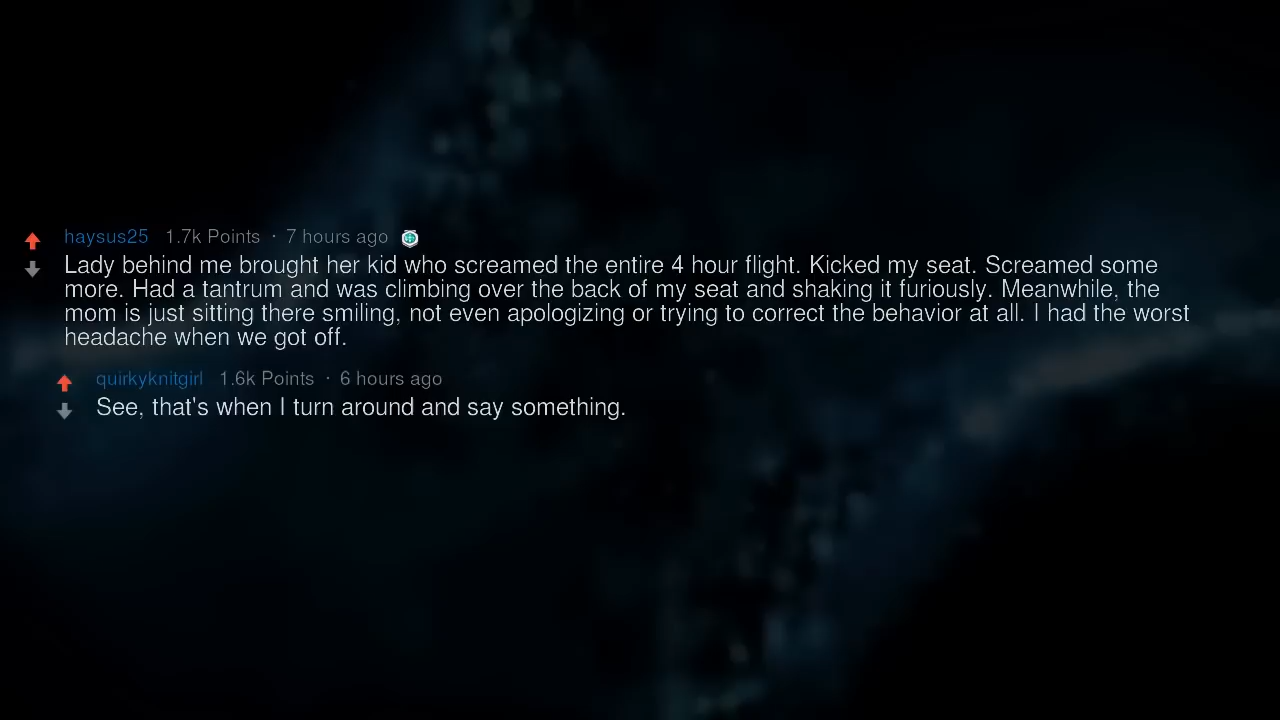 haysus25 1.7k Points · 7 hours ago
Lady behind me brought her kid who screamed the entire 4 hour flight. Kicked my seat. Screamed some
more. Had a tantrum and was climbing over the back of my seat and shaking it furiously. Meanwhile, the
mom is just sitting there smiling, not even apologizing or trying to correct the behavior at all. I had the worst
headache when we got off.
quirkyknitgirl 1.6k Points · 6 hours ago
See, that's when I turn around and say something.